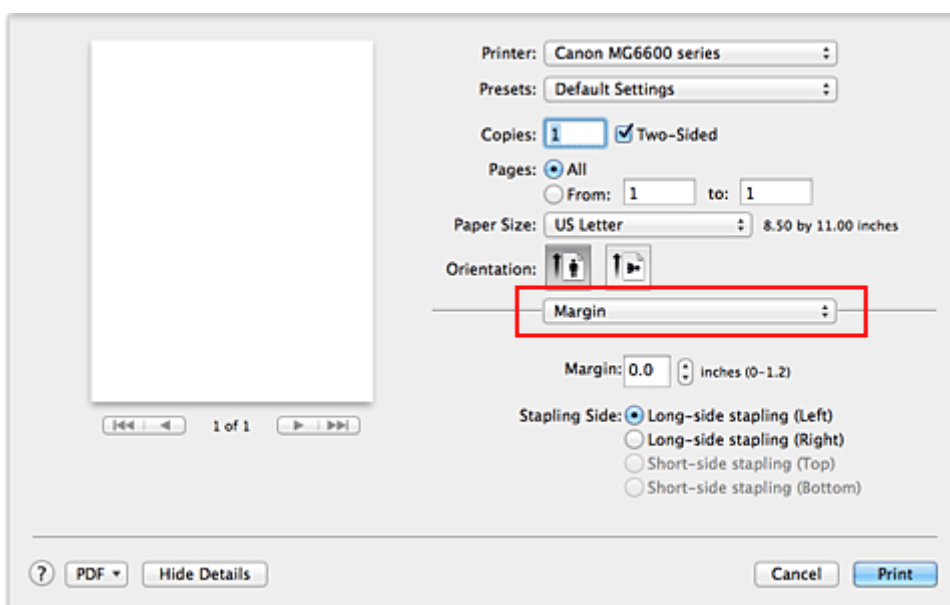 Printer: Canon MG6600 series
Presets: Default Settings
Copies: 1 Two-Sided
Pages: All
From: 1 to: 1
Paper Size: US Letter 8.50 by 11.00 inches
Orientation:
Margin
Margin: 0.0 inches (0-1.2)
Stapling Side: Long-side stapling (Left)
Long-side stapling (Right)
Short-side stapling (Top)
Short-side stapling (Bottom)
1 of 1
? PDF Hide Details Cancel Print